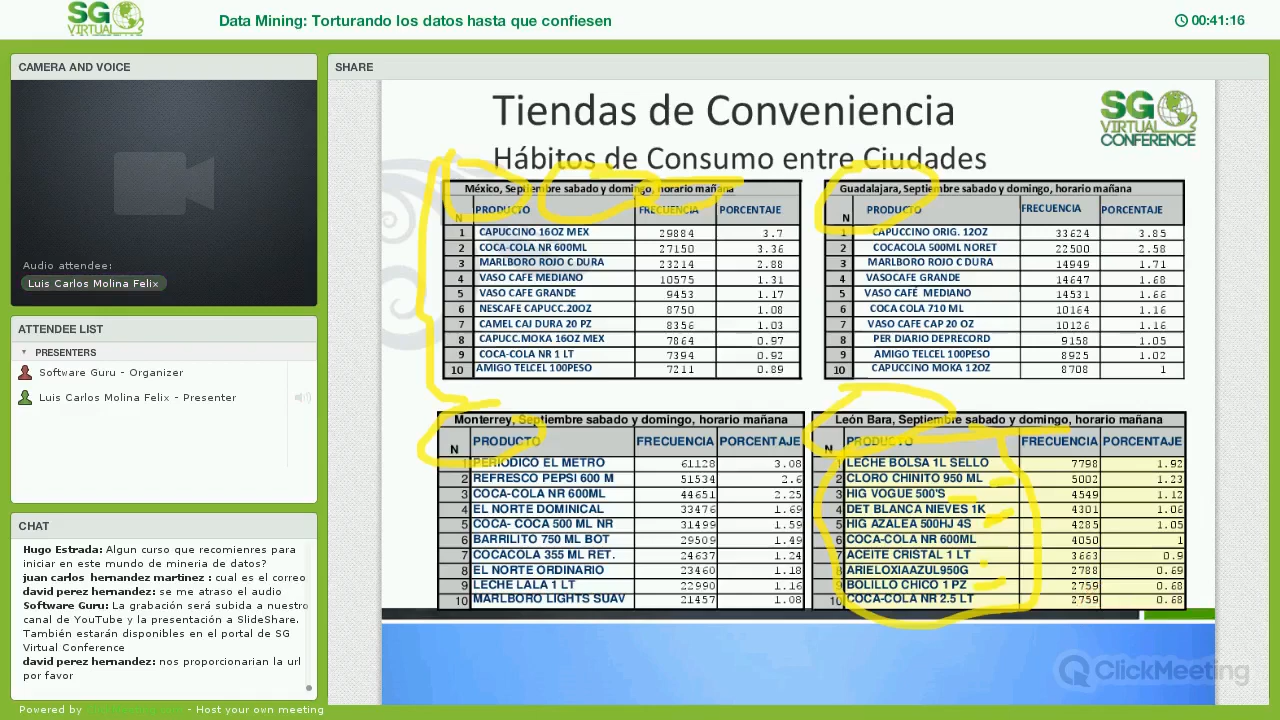 SG
VIRTUAL
Data Mining: Torturando los datos hasta que confiesen
00:41:16
CAMERA AND VOICE
Audio attendee:
Luis Carlos Molina Felix
ATTENDEE LIST
PRESENTERS
Software Guru - Organizer
Luis Carlos Molina Felix - Presenter
CHAT
Hugo Estrada: Algun curso que recomienres para
iniciar en este mundo de mineria de datos?
juan carlos hernandez martinez : cual es el correo
david perez hernandez: se me atraso el audio
Software Guru: La grabación será subida a nuestro
canal de YouTube y la presentación a SlideShare.
También estarán disponibles en el portal de SG
Virtual Conference
david perez hernandez: nos proporcionarian la url
por favor
Powered by ClickMeeting.com - Host your own meeting
SHARE
Tiendas de Conveniencia
Hábitos de Consumo entre Ciudades
SG
VIRTUAL
CONFERENCE
México, Septiembre sabado y domingo, horario mañana
N PRODUCTO FRECUENCIA PORCENTAJE
1 CAPUCCINO 16OZ MEX 29884 3.7
2 COCA-COLA NR 600ML 27150 3.36
3 MARLBORO ROJO C DURA 23214 2.88
4 VASO CAFE MEDIANO 10575 1.31
5 VASO CAFE GRANDE 9453 1.17
6 NESCAFE CAPUCC.20OZ 8750 1.08
7 CAMEL CAJ DURA 20 PZ 8356 1.03
8 CAPUCC.MOKA 16OZ MEX 7864 0.97
9 COCA-COLA NR 1 LT 7394 0.92
10 AMIGO TELCEL 100PESO 7211 0.89
Guadalajara, Septiembre sabado y domingo, horario mañana
N PRODUCTO FRECUENCIA PORCENTAJE
1 CAPUCCINO ORIG. 12OZ 33624 3.85
2 COCACOLA 500ML NORET 22500 2.58
3 MARLBORO ROJO C DURA 14949 1.71
4 VASOCAFE GRANDE 14647 1.68
5 VASO CAFÉ MEDIANO 14531 1.66
6 COCA COLA 710 ML 10164 1.16
7 VASO CAFE CAP 20 OZ 10126 1.16
8 PER DIARIO DEPRECORD 9158 1.05
9 AMIGO TELCEL 100PESO 8925 1.02
10 CAPUCCINO MOKA 12OZ 8708 1
Monterrey, Septiembre sabado y domingo, horario mañana
N PRODUCTO FRECUENCIA PORCENTAJE
1 PERIODICO EL METRO 61128 3.08
2 REFRESCO PEPSI 600 M 51534 2.6
3 COCA-COLA NR 600ML 44651 2.25
4 EL NORTE DOMINICAL 33476 1.69
5 COCA- COCA 500 ML NR 31499 1.59
6 BARRILITO 750 ML BOT 29509 1.49
7 COCACOLA 355 ML RET. 24637 1.24
8 EL NORTE ORDINARIO 23460 1.18
9 LECHE LALA 1 LT 22990 1.16
10 MARLBORO LIGHTS SUAV 21457 1.08
León Bara, Septiembre sabado y domingo, horario mañana
N PRODUCTO FRECUENCIA PORCENTAJE
1 LECHE BOLSA 1L SELLO 7798 1.92
2 CLORO CHINITO 950 ML 5002 1.23
3 HIG VOGUE 500'S 4549 1.12
4 DET BLANCA NIEVES 1K 4301 1.06
5 HIG AZALEA 500HJ 4S 4285 1.05
6 COCA-COLA NR 600ML 4050 1
7 ACEITE CRISTAL 1 LT 3663 0.9
8 ARIELOXIAAZUL950G 2788 0.69
9 BOLILLO CHICO 1 PZ 2759 0.68
10 COCA-COLA NR 2.5 LT 2759 0.68
ClickMeeting